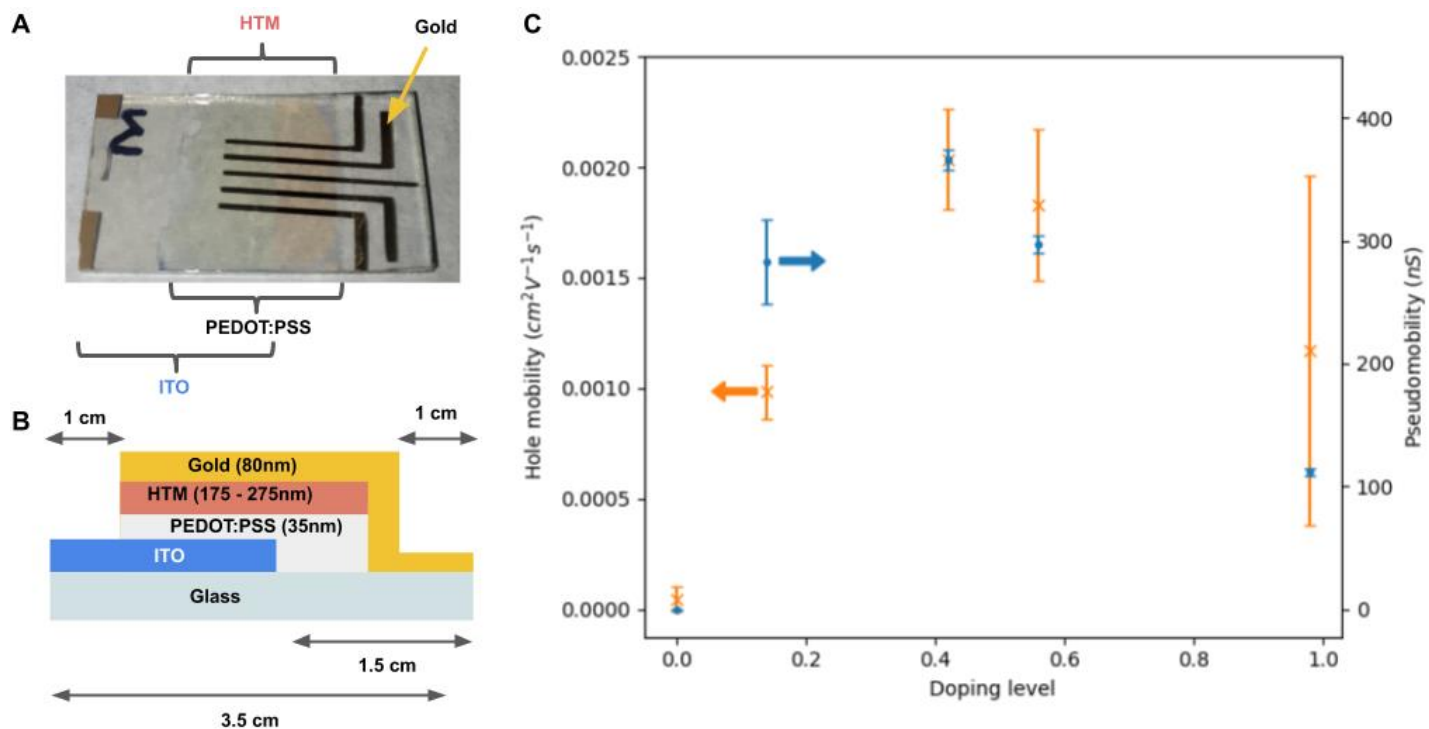 A
HTM
Gold
M
PEDOT:PSS
ITO
B
1 cm
1 cm
Gold (80nm)
HTM (175 - 275nm)
PEDOT:PSS (35nm)
ITO
Glass
1.5 cm
3.5 cm
C
Hole mobility (cm²V⁻¹s⁻¹)
0.0025
0.0020
0.0015
0.0010
0.0005
0.0000
400
300
200
100
0
Pseudomobility (nS)
0.0 0.2 0.4 0.6 0.8 1.0
Doping level